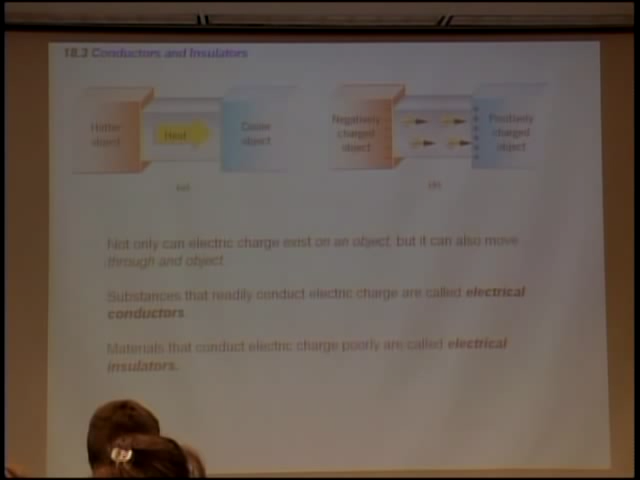 18.3 Conductors and Insulators
Hotter object
Heat
Cooler object
Negatively charged object
Positively charged object
(a)
(b)
Not only can electric charge exist on an object, but it can also move
through and object
Substances that readily conduct electric charge are called electrical
conductors.
Materials that conduct electric charge poorly are called electrical
insulators.